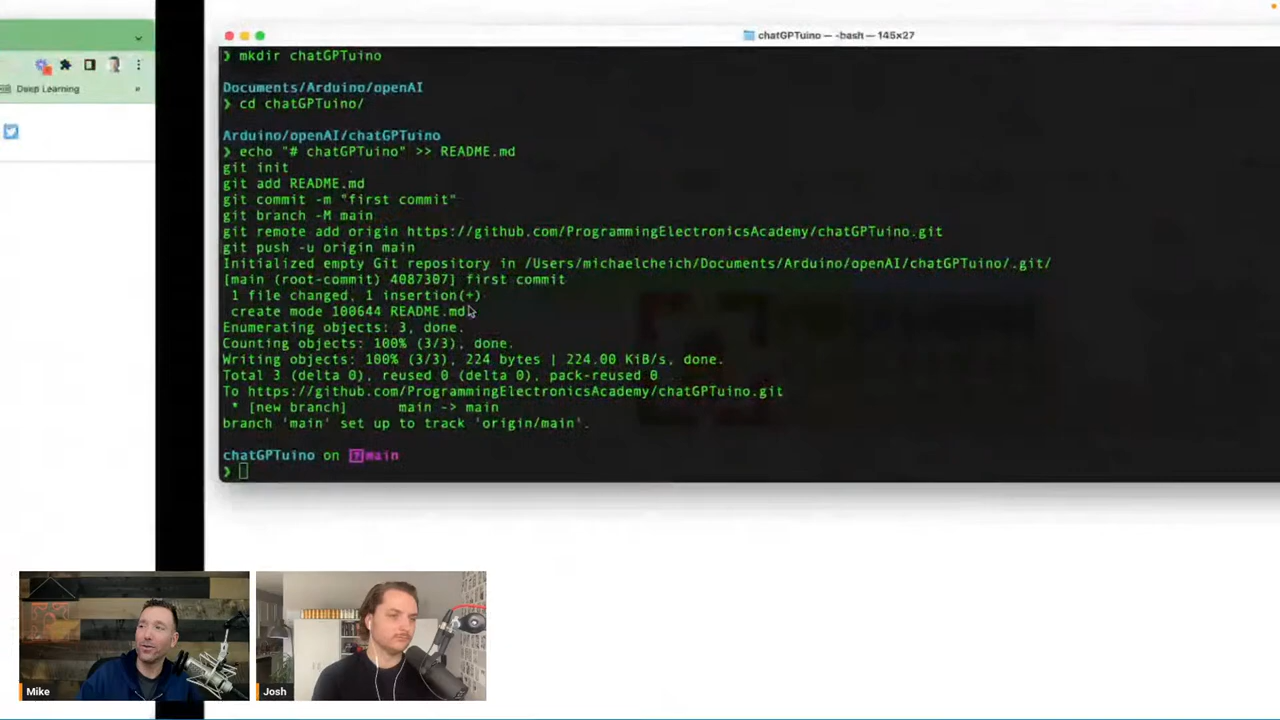 chatGPTuino — -bash — 145×27
❯ mkdir chatGPTuino
Documents/Arduino/openAI
❯ cd chatGPTuino/
Arduino/openAI/chatGPTuino
❯ echo "# chatGPTuino" >> README.md
git init
git add README.md
git commit -m "first commit"
git branch -M main
git remote add origin https://github.com/ProgrammingElectronicsAcademy/chatGPTuino.git
git push -u origin main
Initialized empty Git repository in /Users/michaelcheich/Documents/Arduino/openAI/chatGPTuino/.git/
[main (root-commit) 4087307] first commit
1 file changed, 1 insertion(+)
create mode 100644 README.md
Enumerating objects: 3, done.
Counting objects: 100% (3/3), done.
Writing objects: 100% (3/3), 224 bytes | 224.00 KiB/s, done.
Total 3 (delta 0), reused 0 (delta 0), pack-reused 0
To https://github.com/ProgrammingElectronicsAcademy/chatGPTuino.git
* [new branch] main -> main
branch 'main' set up to track 'origin/main'.
chatGPTuino on main
❯
Deep Learning
»
Mike
Josh